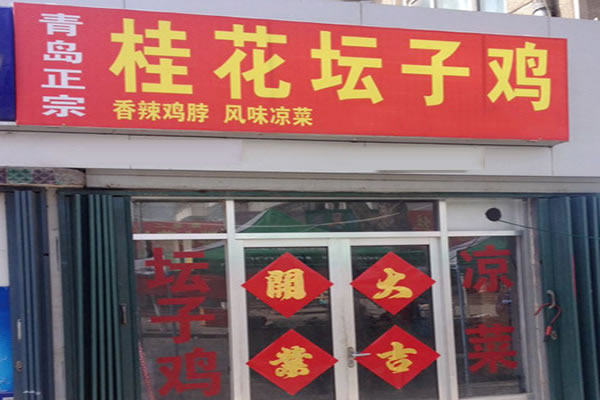 青岛正宗
桂花坛子鸡
香辣鸡脖 风味凉菜
坛子鸡
開業
大吉
凉菜